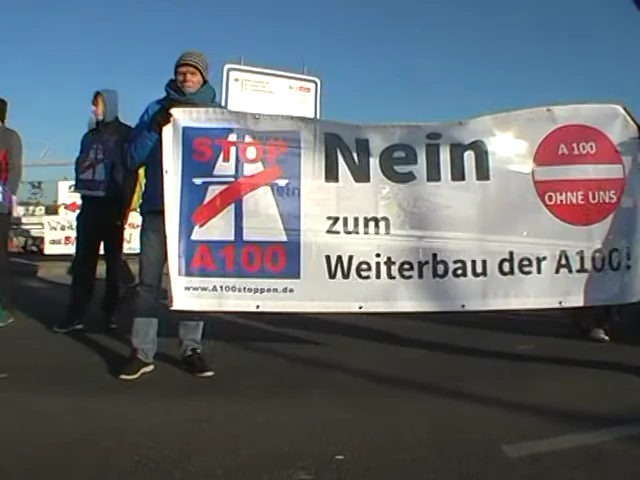 STOP
A100
www.A100stoppen.de
Nein
zum
Weiterbau der A100!
A 100
OHNE UNS